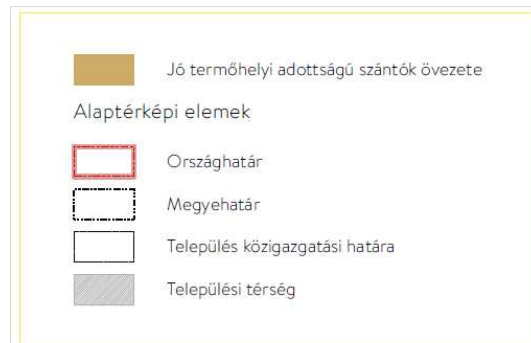 Jó termőhelyi adottságú szántók övezete
Alaptérképi elemek
Országhatár
Megyehatár
Település közigazgatási határa
Települési térség